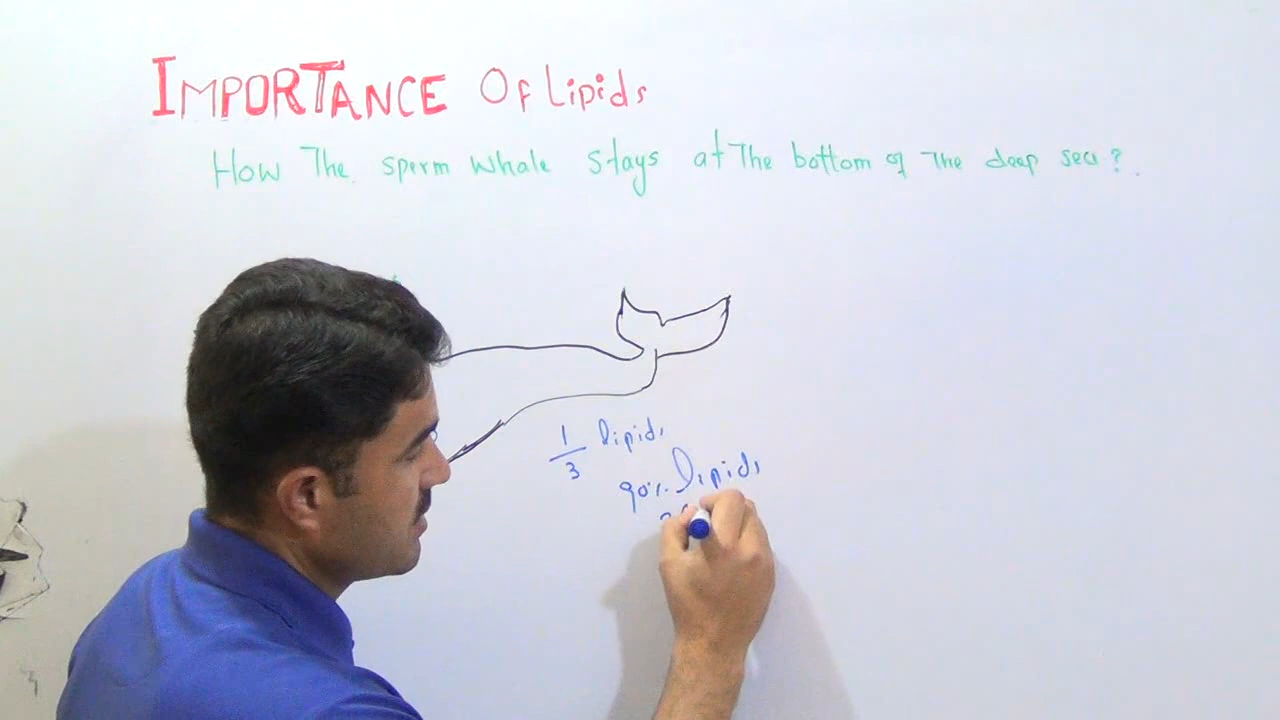 IMPORTANCE Of Lipids
How The sperm whale stays at The bottom of The deep sea?
1/3 lipids
90% lipids